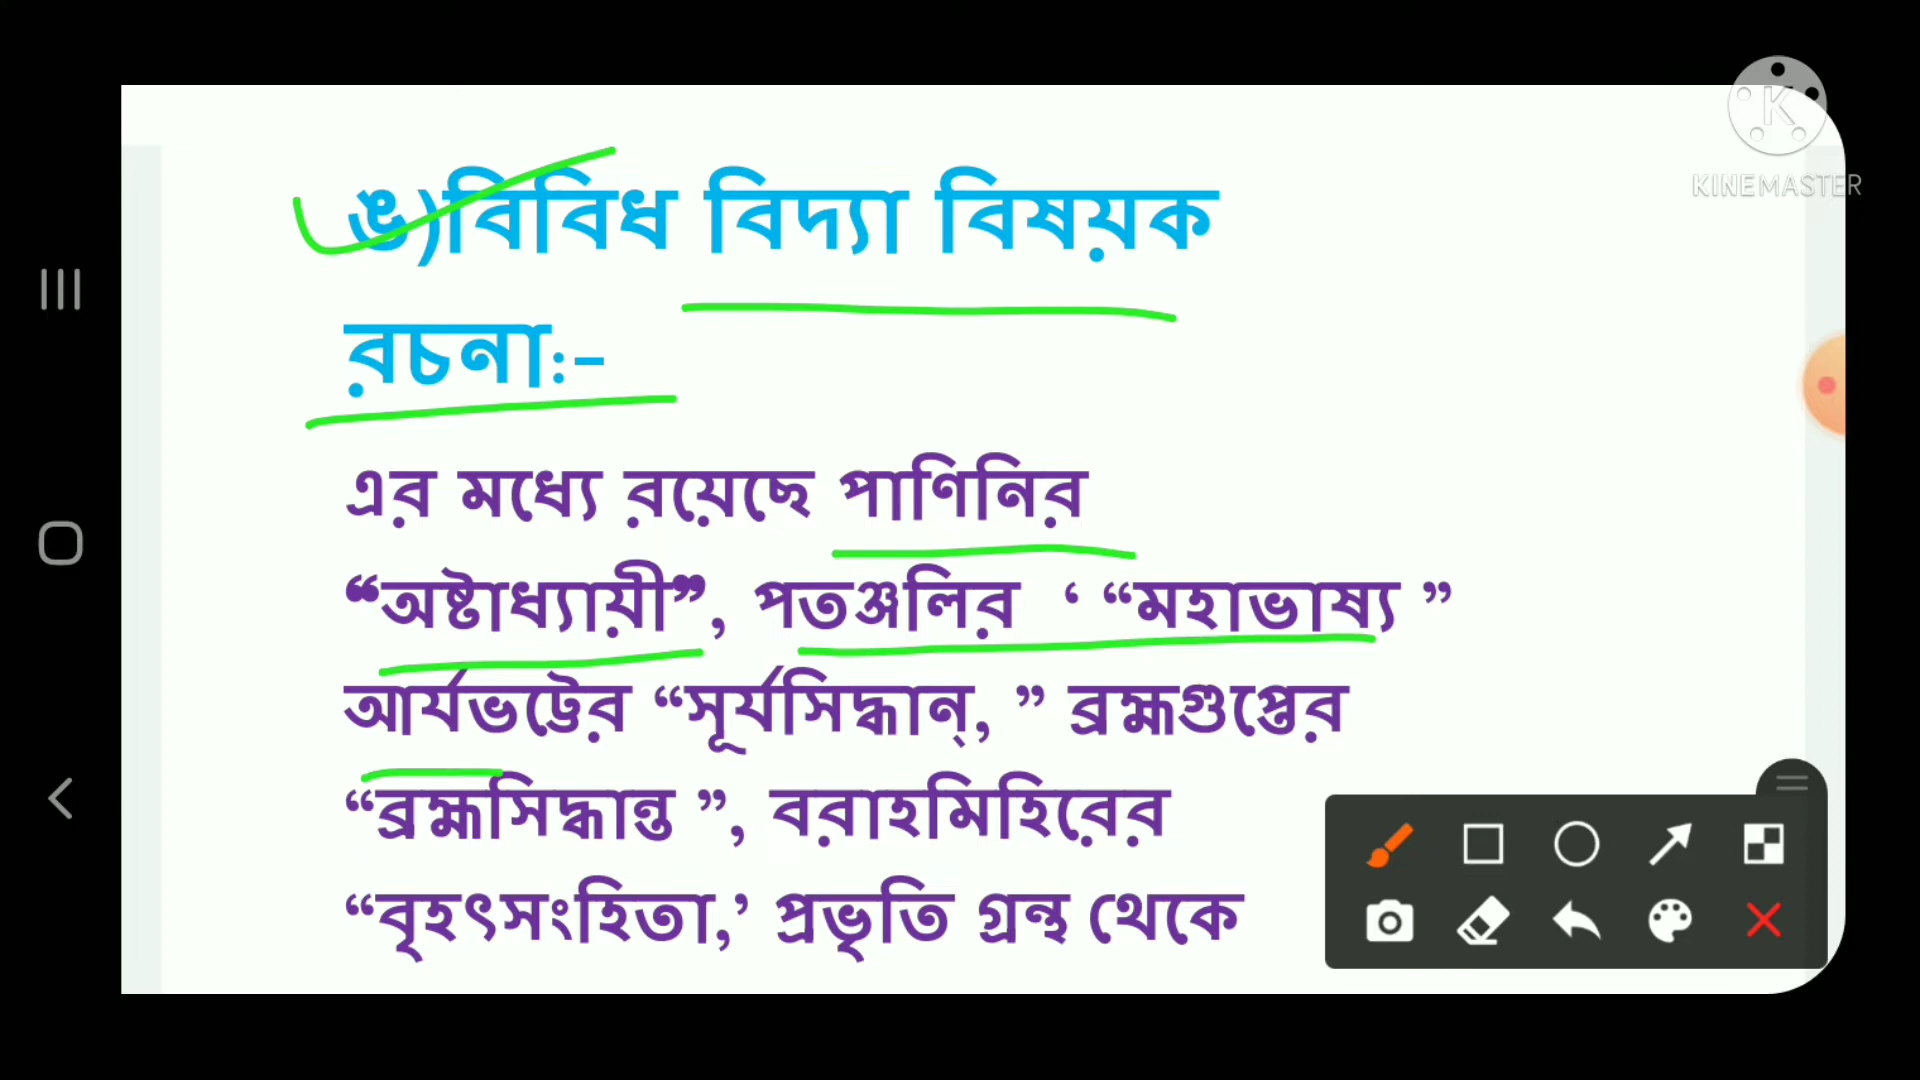 KINEMASTER
ঙ)বিবিধ বিদ্যা বিষয়ক
রচনা:-
এর মধ্যে রয়েছে পাণিনির
“অষ্টাধ্যায়ী”, পতঞ্জলির ‘ “মহাভাষ্য ”
আর্যভট্টের “সূর্যসিদ্ধান্, ” ব্রহ্মগুপ্তের
“ব্রহ্মসিদ্ধান্ত ”, বরাহমিহিরের
“বৃহৎসংহিতা,’ প্রভৃতি গ্রন্থ থেকে